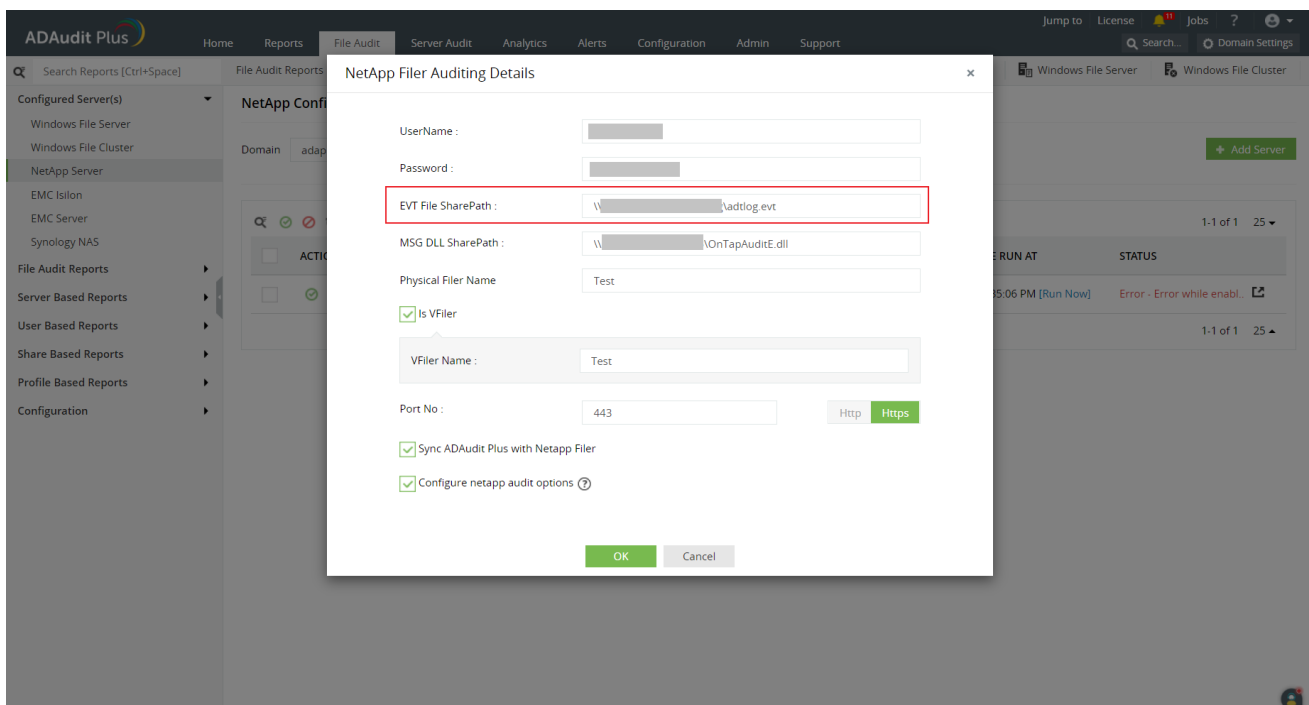 Jump to License 11 Jobs ?
ADAudit Plus
Home Reports File Audit Server Audit Analytics Alerts Configuration Admin Support
Search... Domain Settings
Search Reports [Ctrl+Space]
File Audit Reports
Windows File Server Windows File Cluster
Configured Server(s)
Windows File Server
Windows File Cluster
NetApp Server
EMC Isilon
EMC Server
Synology NAS
File Audit Reports
Server Based Reports
User Based Reports
Share Based Reports
Profile Based Reports
Configuration
NetApp Confi
Domain adap
+ Add Server
1-1 of 1 25
ACTIO
E RUN AT STATUS
35:06 PM [Run Now] Error - Error while enabl..
1-1 of 1 25
NetApp Filer Auditing Details ×
UserName :
Password :
EVT File SharePath : \\ \adtlog.evt
MSG DLL SharePath : \\ \OnTapAuditE.dll
Physical Filer Name Test
Is VFiler
VFiler Name : Test
Port No : 443 Http Https
Sync ADAudit Plus with Netapp Filer
Configure netapp audit options ?
OK Cancel